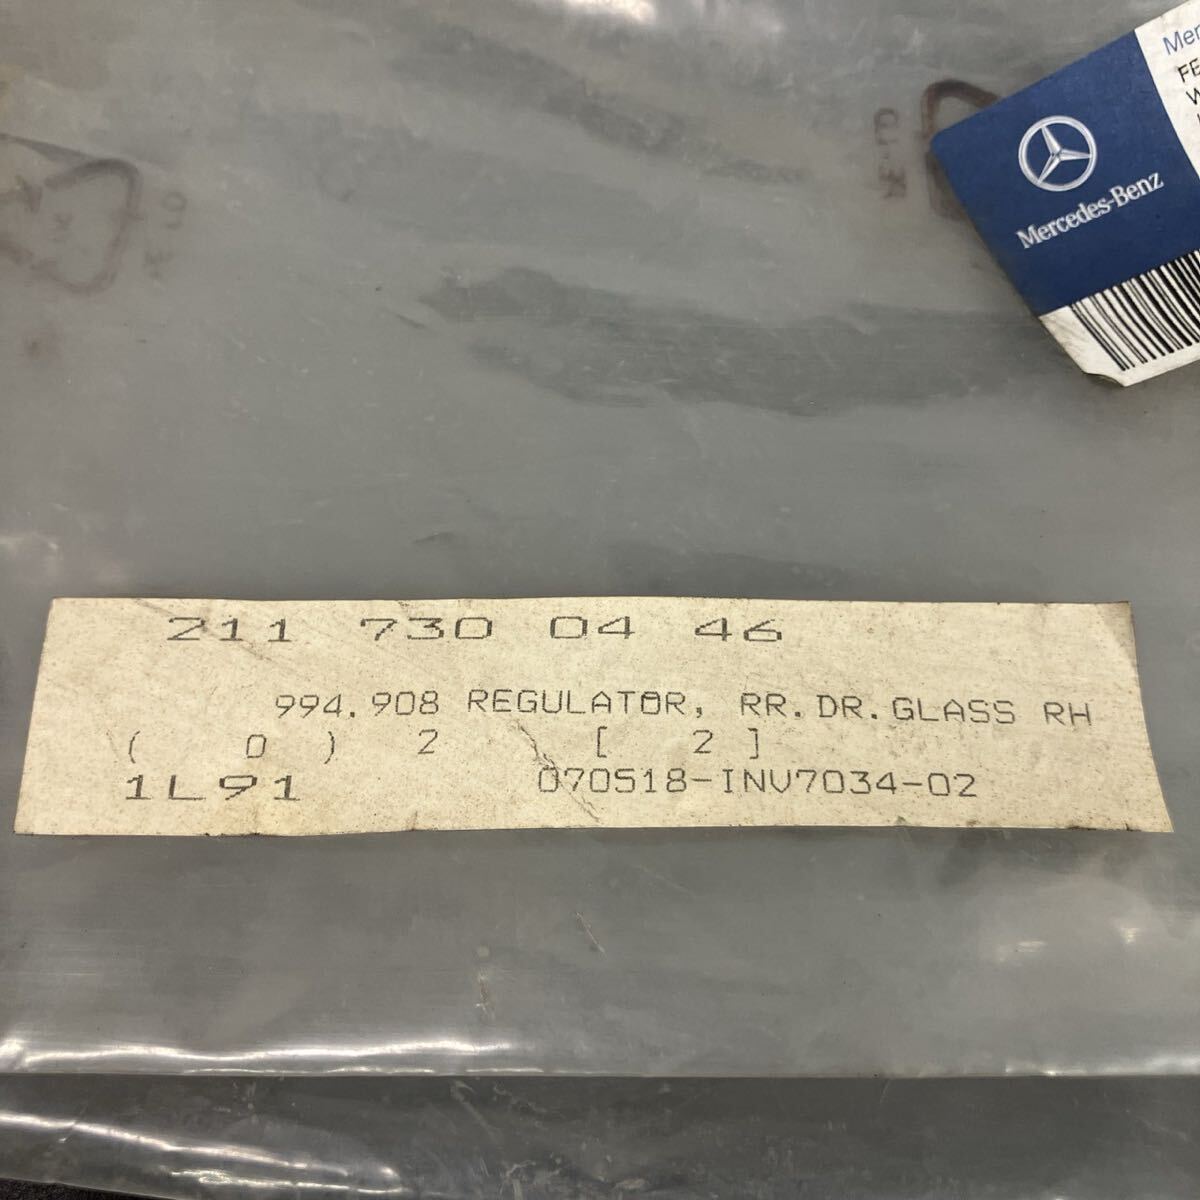 Mercedes-Benz
211 730 04 46
994.908 REGULATOR, RR.DR.GLASS RH
( 0 ) 2 [ 2 ]
1L91 070518-INV7034-02